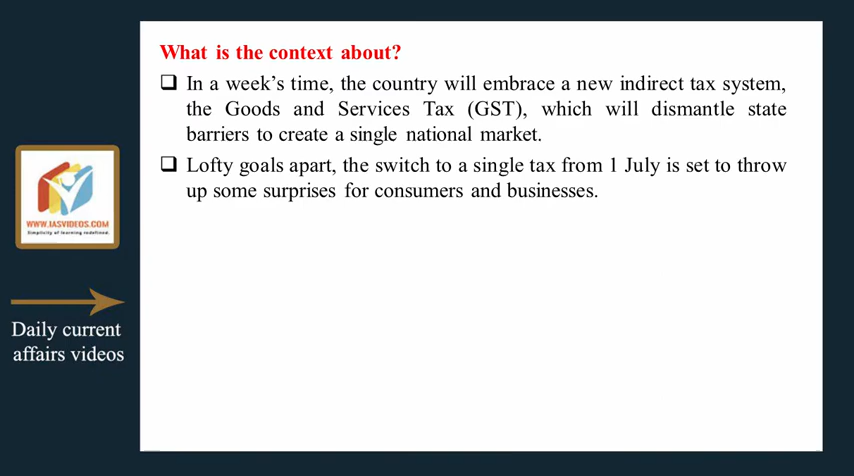 What is the context about?
❑ In a week's time, the country will embrace a new indirect tax system,
the Goods and Services Tax (GST), which will dismantle state
barriers to create a single national market.
❑ Lofty goals apart, the switch to a single tax from 1 July is set to throw
up some surprises for consumers and businesses.
WWW.IASVIDEOS.COM
Simplicity of learning redefined.
Daily current
affairs videos